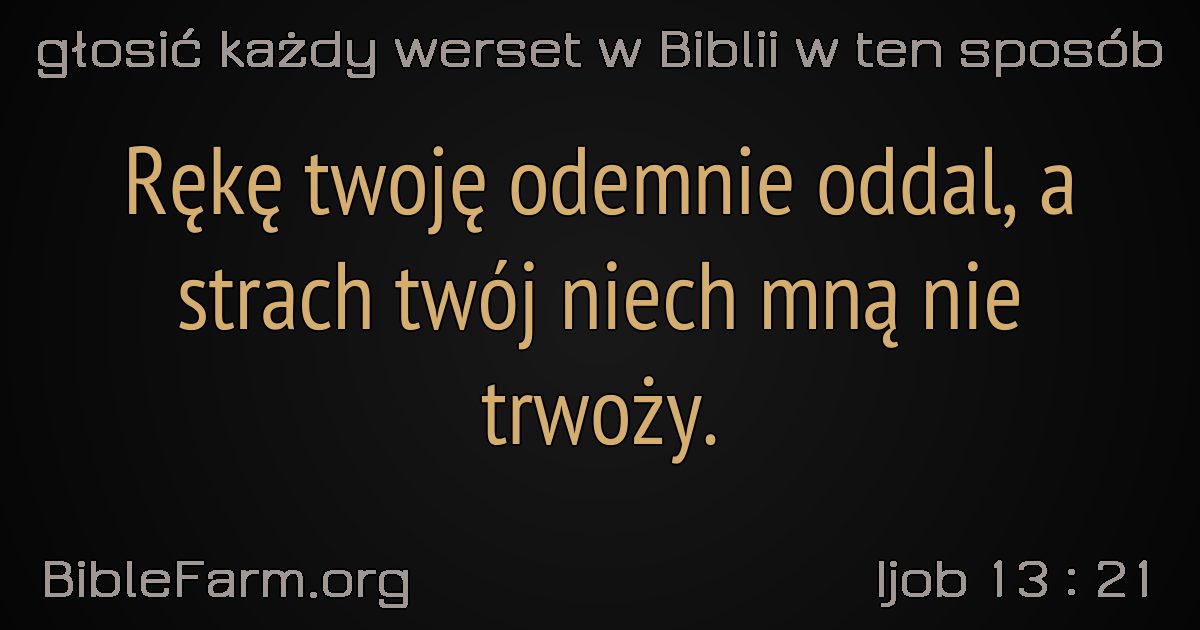 głosić każdy werset w Biblii w ten sposób
Rękę twoję odemnie oddal, a
strach twój niech mną nie
trwoży.
BibleFarm.org
Ijob 13 : 21